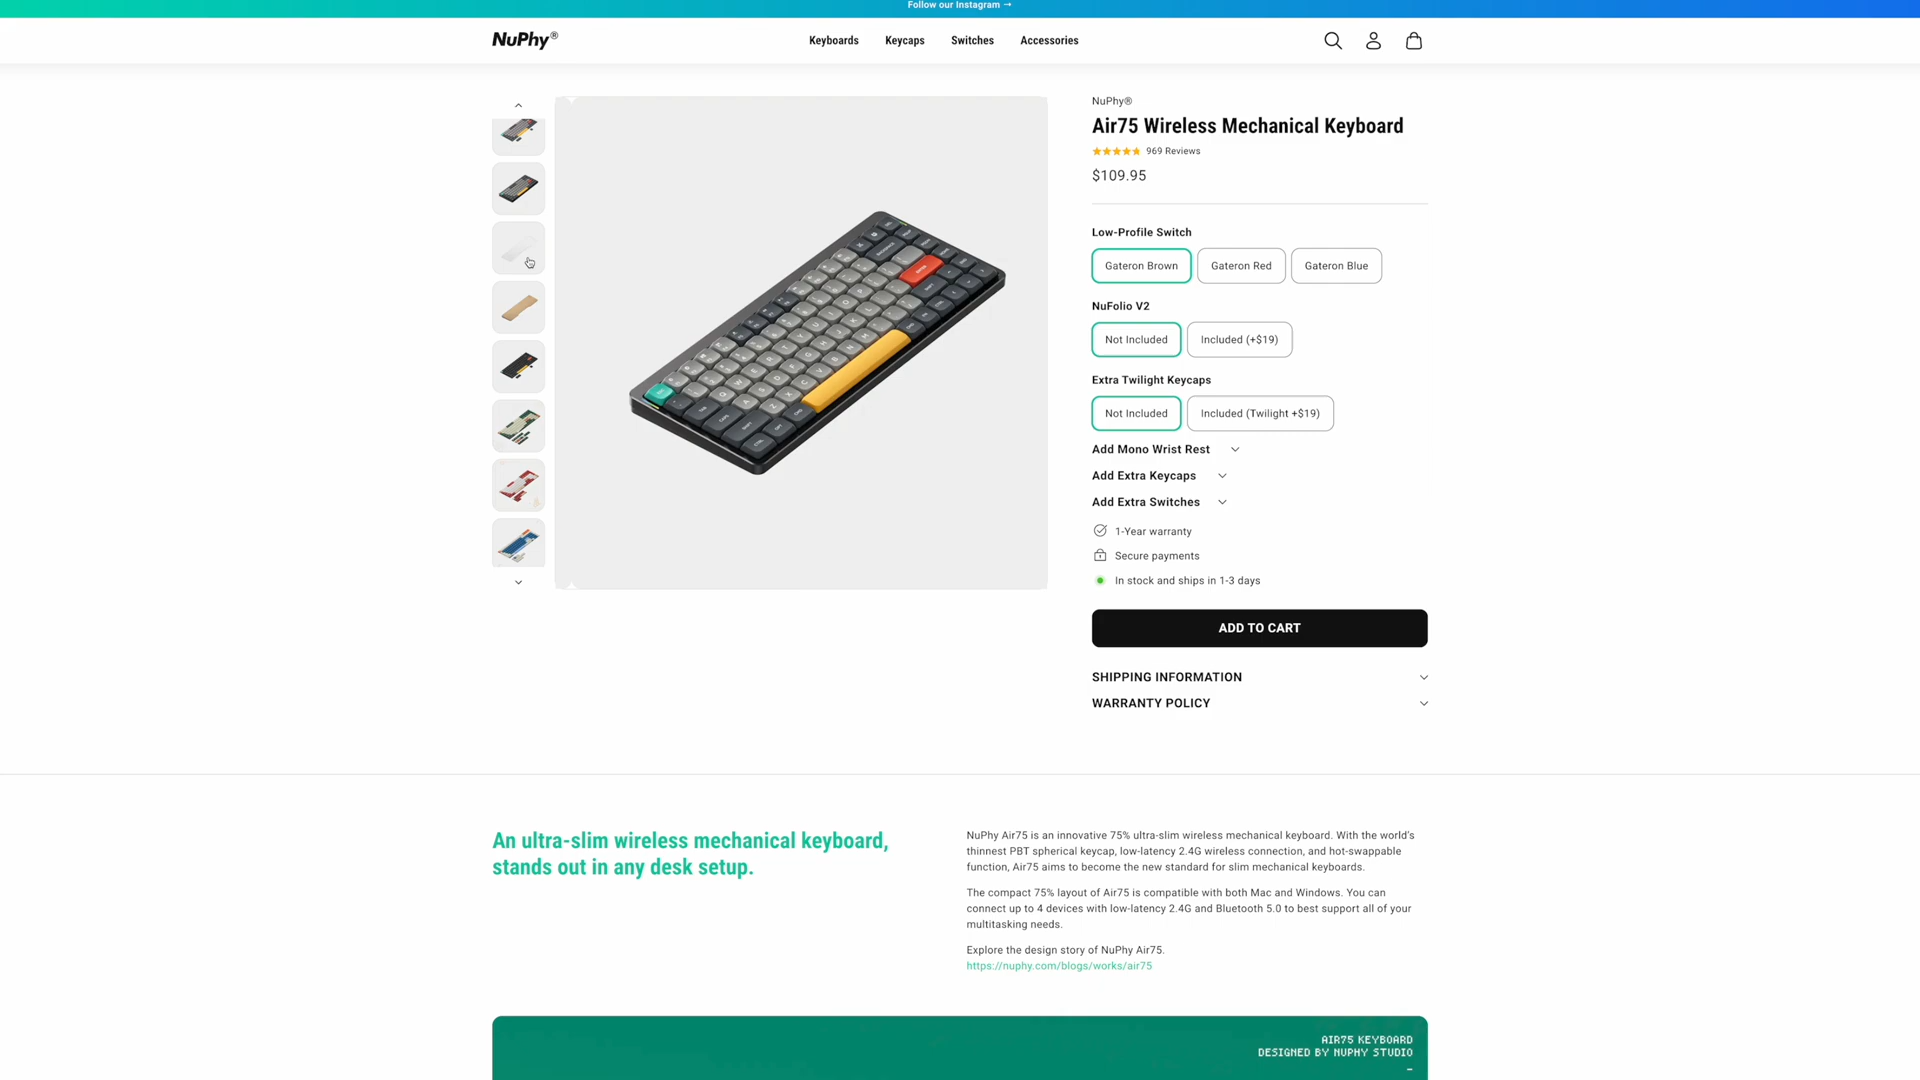 Follow our Instagram →
NuPhy®
Keyboards
Keycaps
Switches
Accessories
NuPhy®
Air75 Wireless Mechanical Keyboard
969 Reviews
$109.95
Low-Profile Switch
Gateron Brown
Gateron Red
Gateron Blue
NuFolio V2
Not Included
Included (+$19)
Extra Twilight Keycaps
Not Included
Included (Twilight +$19)
Add Mono Wrist Rest
Add Extra Keycaps
Add Extra Switches
1-Year warranty
Secure payments
In stock and ships in 1-3 days
ADD TO CART
SHIPPING INFORMATION
WARRANTY POLICY
An ultra-slim wireless mechanical keyboard,
stands out in any desk setup.
NuPhy Air75 is an innovative 75% ultra-slim wireless mechanical keyboard. With the world's
thinnest PBT spherical keycap, low-latency 2.4G wireless connection, and hot-swappable
function, Air75 aims to become the new standard for slim mechanical keyboards.
The compact 75% layout of Air75 is compatible with both Mac and Windows. You can
connect up to 4 devices with low-latency 2.4G and Bluetooth 5.0 to best support all of your
multitasking needs.
Explore the design story of NuPhy Air75.
https://nuphy.com/blogs/works/air75
AIR75 KEYBOARD
DESIGNED BY NUPHY STUDIO
–